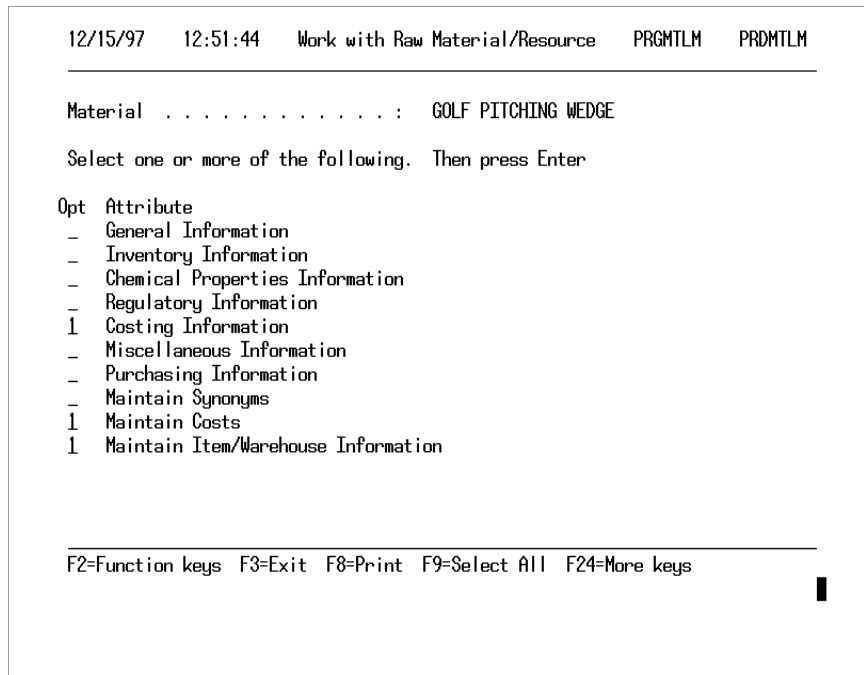 12/15/97 12:51:44 Work with Raw Material/Resource PRGMTLM PRDMTLM
Material . . . . . . . . . . . . . : GOLF PITCHING WEDGE
Select one or more of the following. Then press Enter
Opt Attribute
_ General Information
_ Inventory Information
_ Chemical Properties Information
_ Regulatory Information
1 Costing Information
_ Miscellaneous Information
_ Purchasing Information
_ Maintain Synonyms
1 Maintain Costs
1 Maintain Item/Warehouse Information
F2=Function keys F3=Exit F8=Print F9=Select All F24=More keys